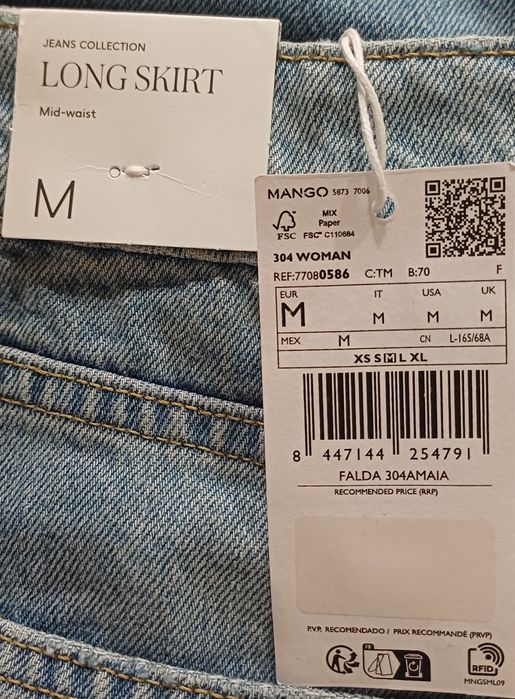 JEANS COLLECTION
LONG SKIRT
Mid-waist
M
MANGO 5873 7006
MIX
Paper
FSC FSC® C110684
304 WOMAN
REF:77080586 C:TM B:70 F
EUR IT USA UK
M M M M
MEX M CN L-165/68A
XS S M L XL
8 447144 254791
FALDA 304AMAIA
RECOMMENDED PRICE (RRP)
P.V.P. RECOMENDADO / PRIX RECOMMANDÉ (PRVP)
FR
RFID
MNGSML09